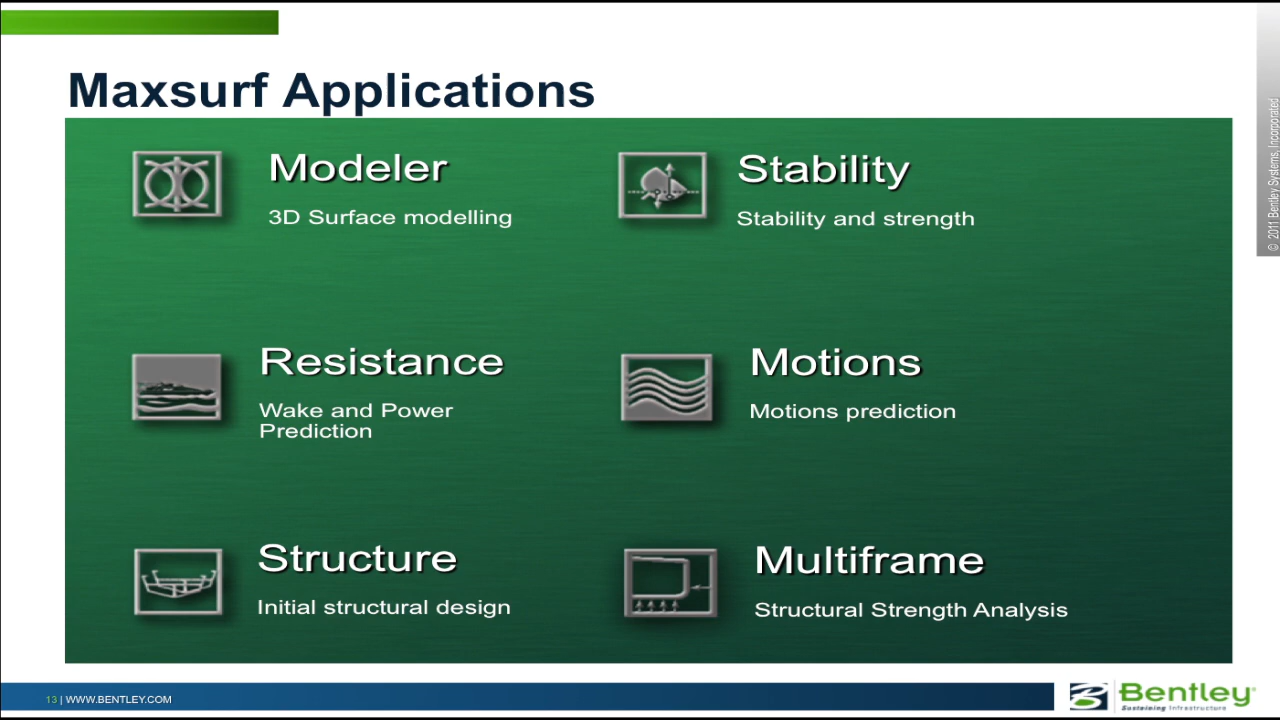 Maxsurf Applications
Modeler
3D Surface modelling
Stability
Stability and strength
Resistance
Wake and Power
Prediction
Motions
Motions prediction
Structure
Initial structural design
Multiframe
Structural Strength Analysis
© 2011 Bentley Systems, Incorporated
13 | WWW.BENTLEY.COM
Bentley®
Sustaining Infrastructure